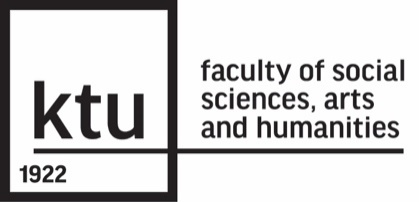 ktu
1922
faculty of social
sciences, arts
and humanities